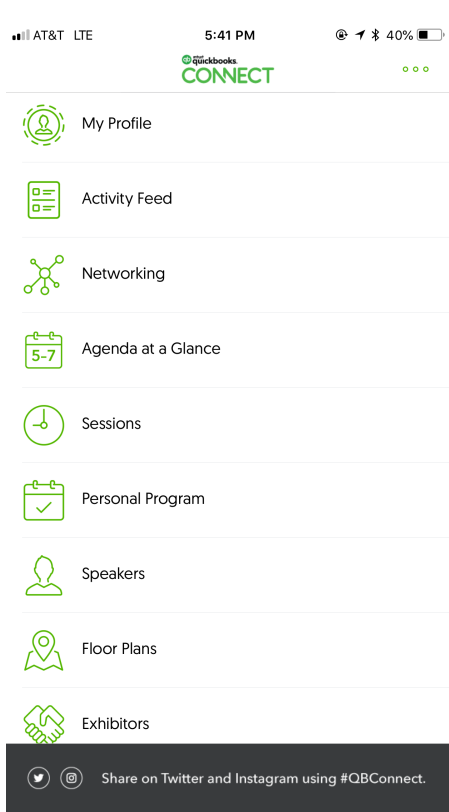 AT&T LTE 5:41 PM 40%
intuit
quickbooks.
CONNECT
My Profile
Activity Feed
Networking
5-7
Agenda at a Glance
Sessions
Personal Program
Speakers
Floor Plans
Exhibitors
Share on Twitter and Instagram using #QBConnect.